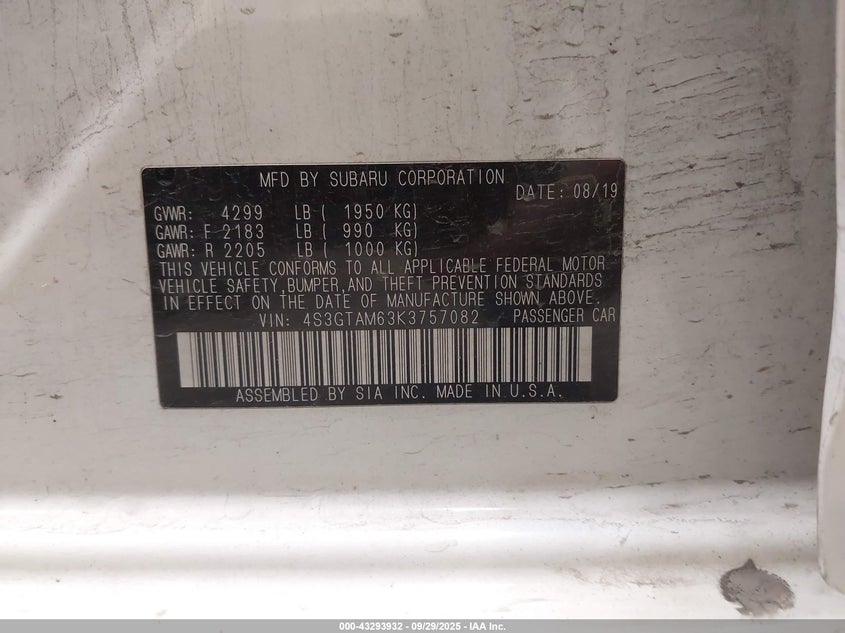 MFD BY SUBARU CORPORATION DATE: 08/19
GVWR: 4299 LB ( 1950 KG)
GAWR: F 2183 LB ( 990 KG)
GAWR: R 2205 LB ( 1000 KG)
THIS VEHICLE CONFORMS TO ALL APPLICABLE FEDERAL MOTOR
VEHICLE SAFETY,BUMPER,AND THEFT PREVENTION STANDARDS
IN EFFECT ON THE DATE OF MANUFACTURE SHOWN ABOVE.
VIN: 4S3GTAM63K3757082 PASSENGER CAR
ASSEMBLED BY SIA INC. MADE IN U.S.A.
000-43293932 - 09/29/2025 - IAA Inc.